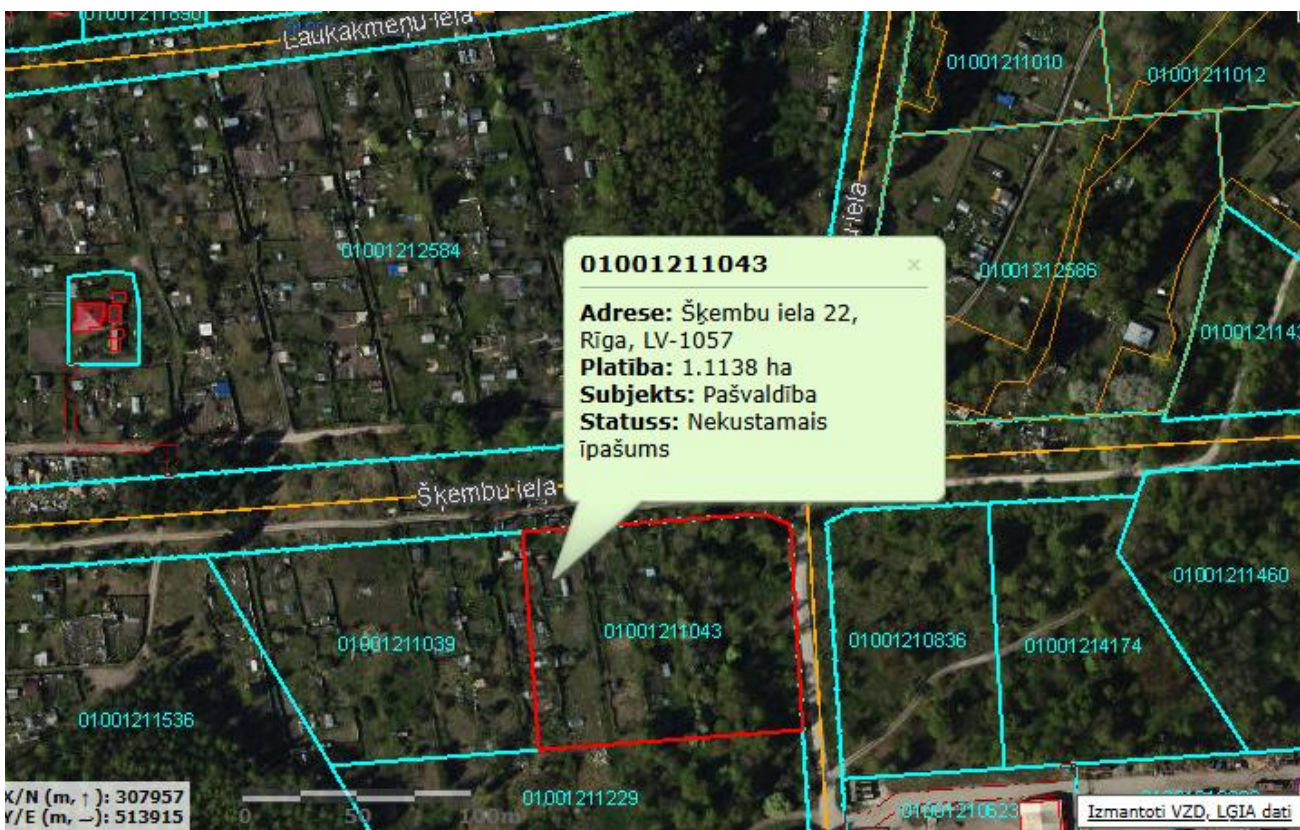 01001211890
Laukakmeņu iela
01001211010
01001211012
iela
01001212584
01001212586
01001211043
×
Adrese: Šķembu iela 22,
Rīga, LV-1057
Platība: 1.1138 ha
Subjekts: Pašvaldība
Statuss: Nekustamais
īpašums
Šķembu iela
01001211460
01001211039
01001211043
01001210836
01001214174
01001211536
01001211229
01001210623
X/N (m, ↑ ): 307957
Y/E (m, →): 513915
0 50 100m
Izmantoti VZD, LĢIA dati